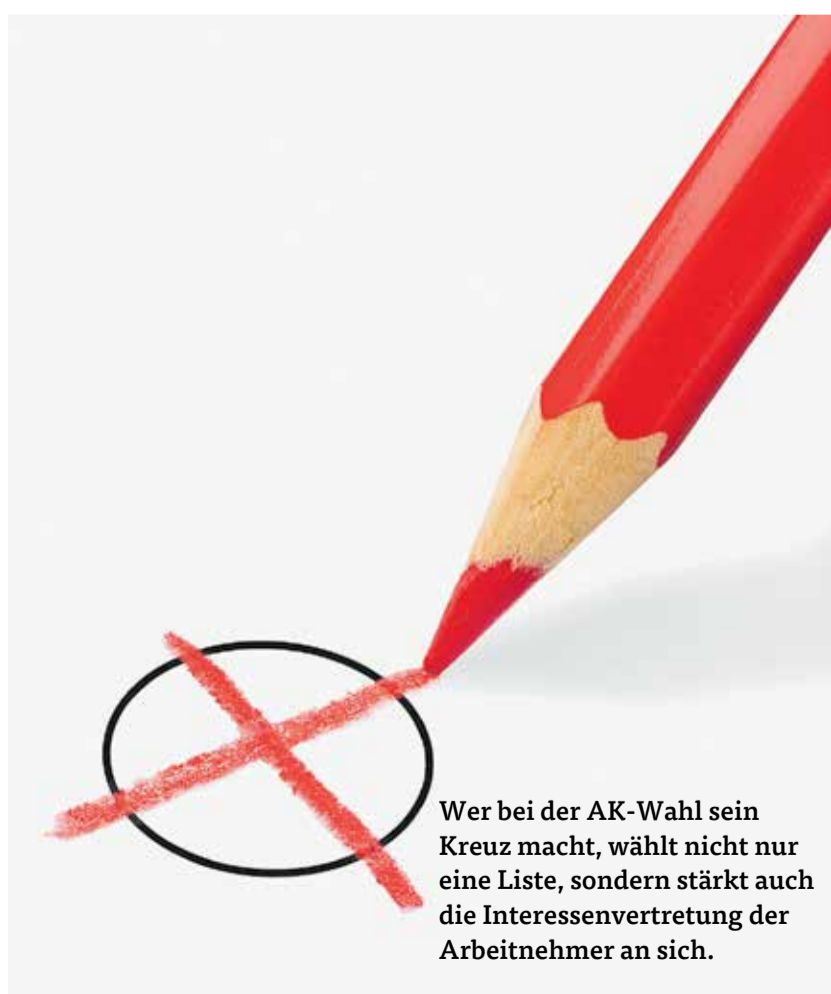 Wer bei der AK-Wahl sein
Kreuz macht, wählt nicht nur
eine Liste, sondern stärkt auch
die Interessenvertretung der
Arbeitnehmer an sich.